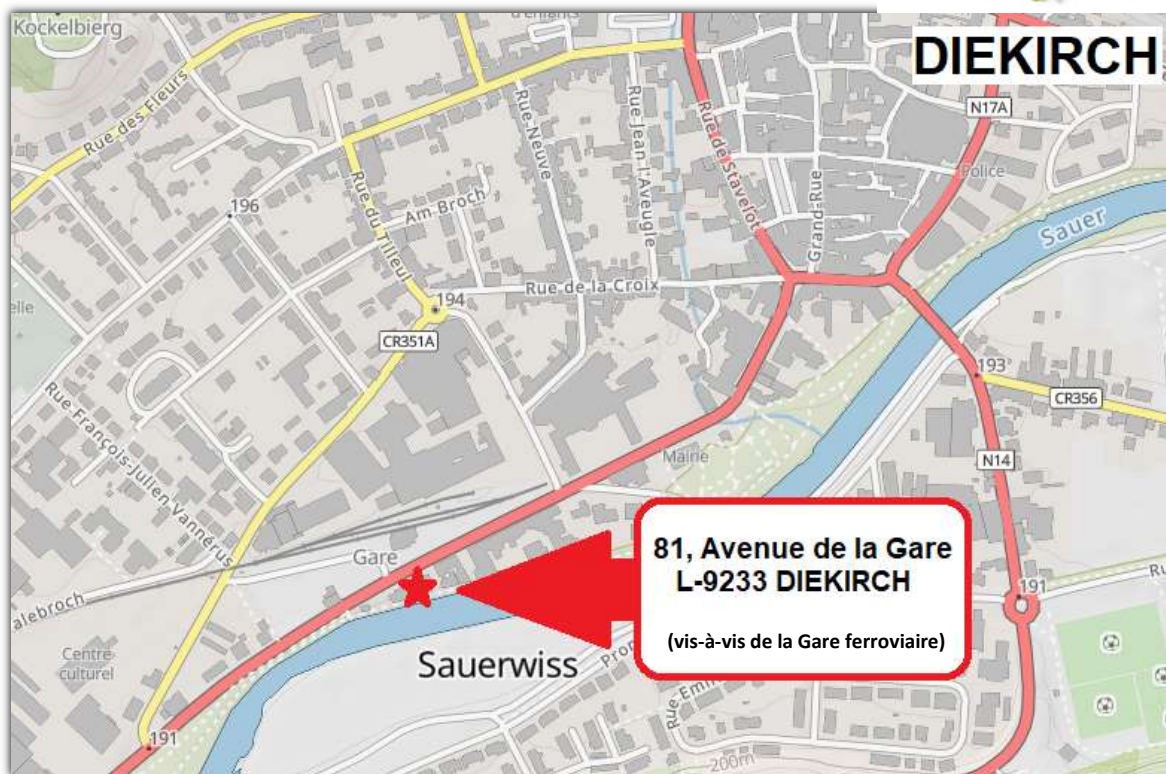 DIEKIRCH
Kockelbierg
N17A
Rue des Fleurs
Rue Neuve
Rue Jean l'Aveugle
Rue de Stavelot
Police
Grand-Rue
196
Rue du Tilleul
Am Broch
Sauer
Rue de la Croix
194
CR351A
193
CR356
Rue François-Julien Vannérus
Mairie
N14
Gare
81, Avenue de la Gare
L-9233 DIEKIRCH
(vis-à-vis de la Gare ferroviaire)
191
Centre
culturel
Sauerwiss
191
200m